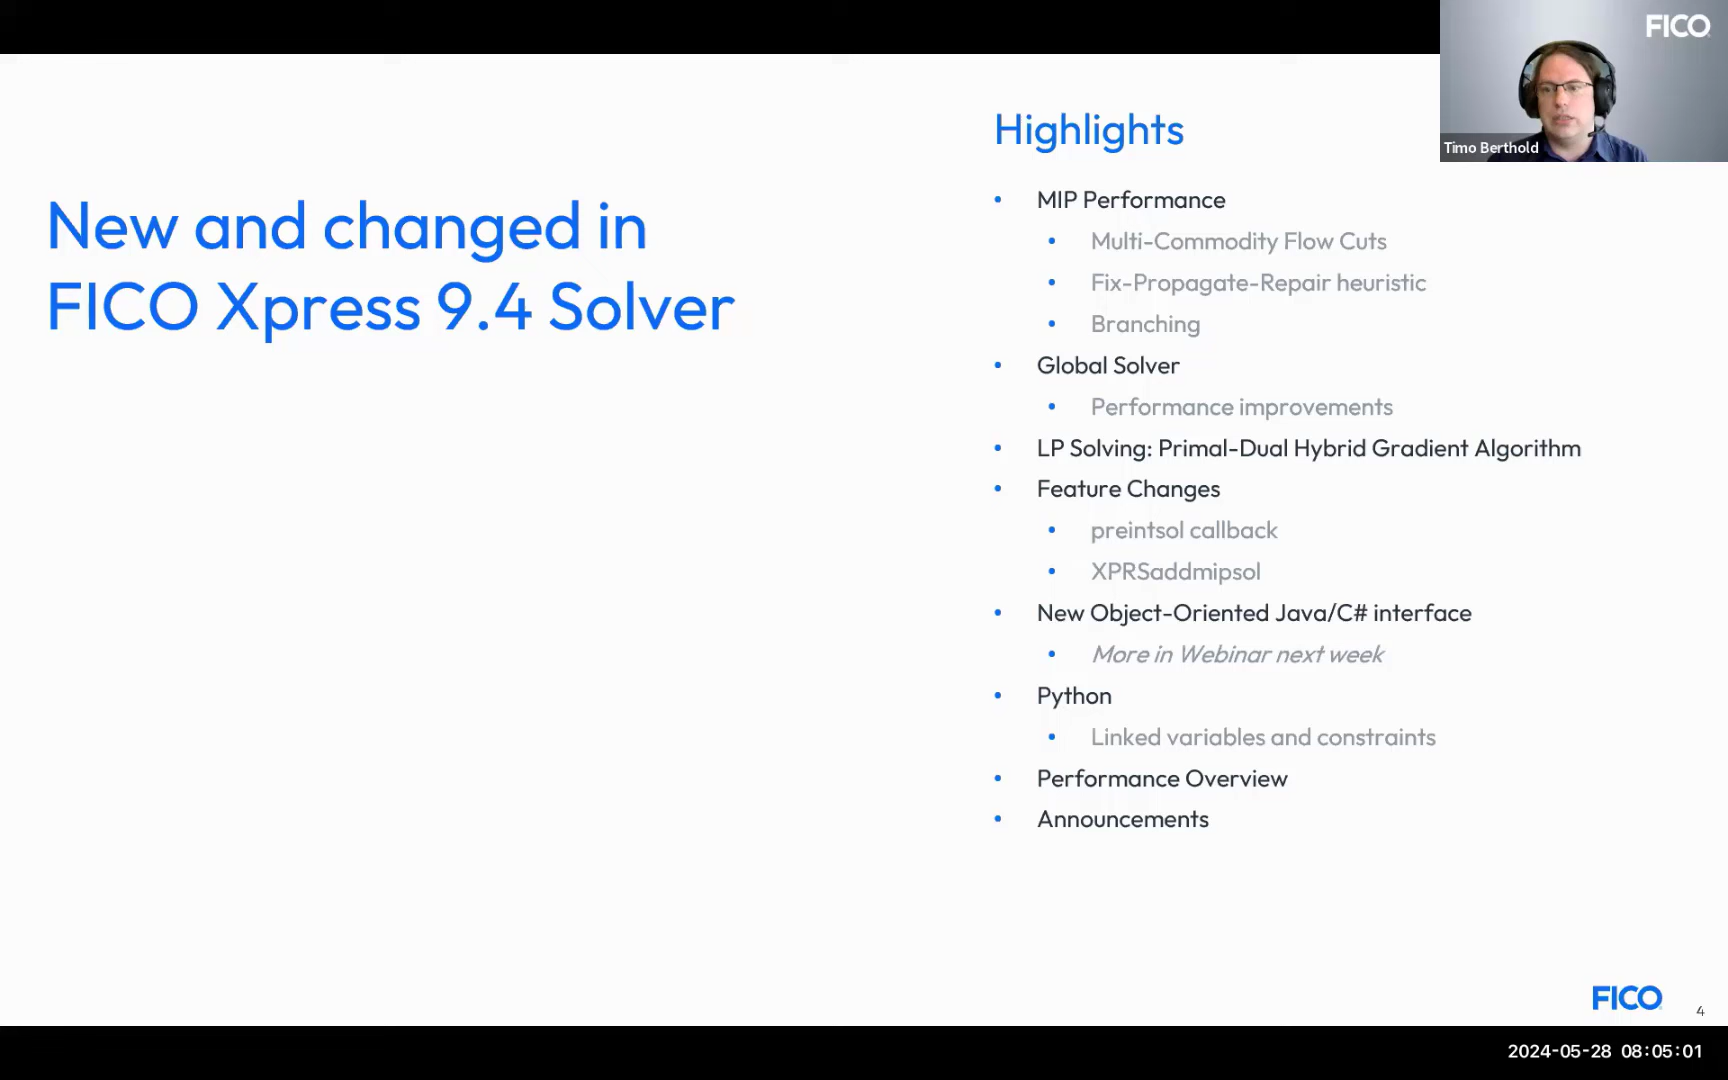 FICO
Timo Berthold
New and changed in
FICO Xpress 9.4 Solver
Highlights
• MIP Performance
• Multi-Commodity Flow Cuts
• Fix-Propagate-Repair heuristic
• Branching
• Global Solver
• Performance improvements
• LP Solving: Primal-Dual Hybrid Gradient Algorithm
• Feature Changes
• preintsol callback
• XPRSaddmipsol
• New Object-Oriented Java/C# interface
• More in Webinar next week
• Python
• Linked variables and constraints
• Performance Overview
• Announcements
FICO
4
2024-05-28 08:05:01